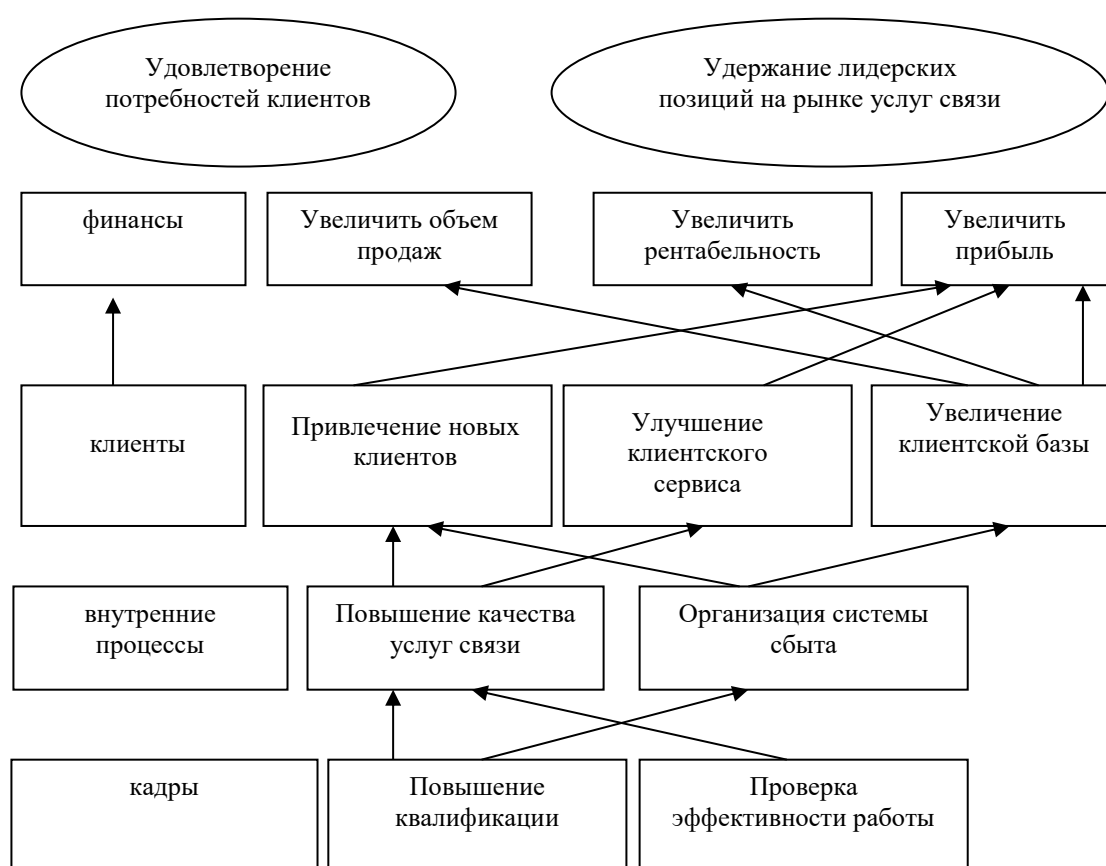 Удовлетворение
потребностей клиентов
Удержание лидерских
позиций на рынке услуг связи
финансы
Увеличить объем
продаж
Увеличить
рентабельность
Увеличить
прибыль
клиенты
Привлечение новых
клиентов
Улучшение
клиентского
сервиса
Увеличение
клиентской базы
внутренние
процессы
Повышение качества
услуг связи
Организация системы
сбыта
кадры
Повышение
квалификации
Проверка
эффективности работы